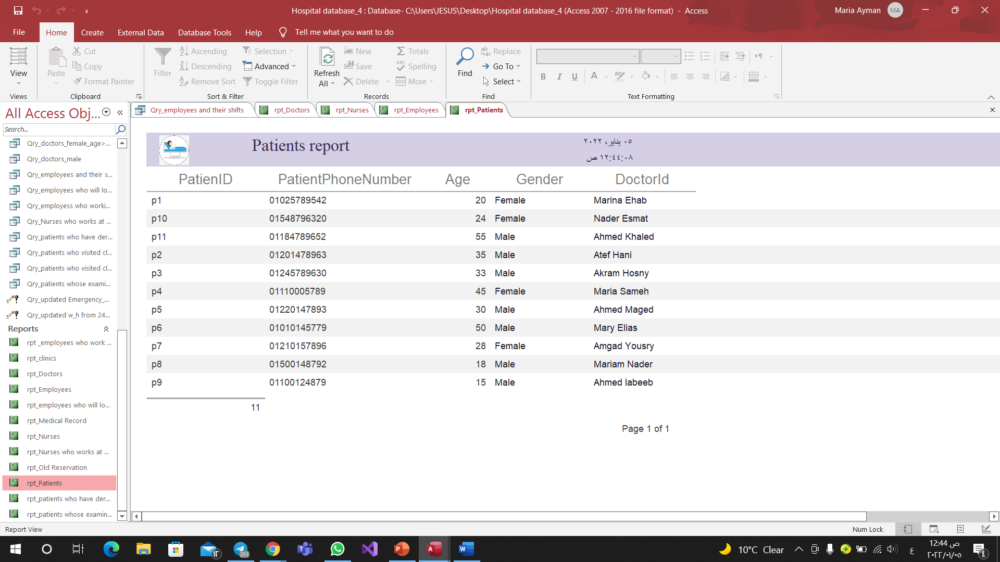 Hospital database_4 : Database- C:\Users\JESUS\Desktop\Hospital database_4 (Access 2007 - 2016 file format)  -  Access
Maria Ayman MA
File Home Create External Data Database Tools Help Tell me what you want to do
View
Views
Paste
Cut
Copy
Format Painter
Clipboard
Filter
Ascending
Descending
Remove Sort
Selection
Advanced
Toggle Filter
Sort & Filter
Refresh All
New
Save
Delete
Totals
Spelling
More
Records
Find
Replace
Go To
Select
Find
B I U A
Text Formatting
All Access Obj...
Search...
Qry_doctors_female_age>...
Qry_doctors_male
Qry_employees and their s...
Qry_employees who will lo...
Qry_employess who worki...
Qry_Nurses who works at ...
Qry_patients who have der...
Qry_patients who visited cl...
Qry_patients who visited cl...
Qry_patients whose exami...
Qry_updated Emergency_...
Qry_updated w_h from 24...
Reports
rpt _employees who work ...
rpt_clinics
rpt_Doctors
rpt_Employees
rpt_employees who will lo...
rpt_Medical Record
rpt_Nurses
rpt_Nurses who works at ...
rpt_Old Reservation
rpt_Patients
rpt_patients who have der...
rpt_patients whose examin...
Qry_employees and their shifts rpt_Doctors rpt_Nurses rpt_Employees rpt_Patients
Patients report
٠٥ يناير، ٢٠٢٢
١٢:٤٤:٠٨ ص
PatienID PatientPhoneNumber Age Gender DoctorId
p1 01025789542 20 Female Marina Ehab
p10 01548796320 24 Female Nader Esmat
p11 01184789652 55 Male Ahmed Khaled
p2 01201478963 35 Male Atef Hani
p3 01245789630 33 Male Akram Hosny
p4 01110005789 45 Female Maria Sameh
p5 01220147893 30 Male Ahmed Maged
p6 01010145779 50 Male Mary Elias
p7 01210157896 28 Female Amgad Yousry
p8 01500148792 18 Male Mariam Nader
p9 01100124879 15 Male Ahmed labeeb
11
Page 1 of 1
Report View
Num Lock
١٣
251
10°C Clear
ع
12:44 ص
٢٠٢٢/٠١/٠٥
٤